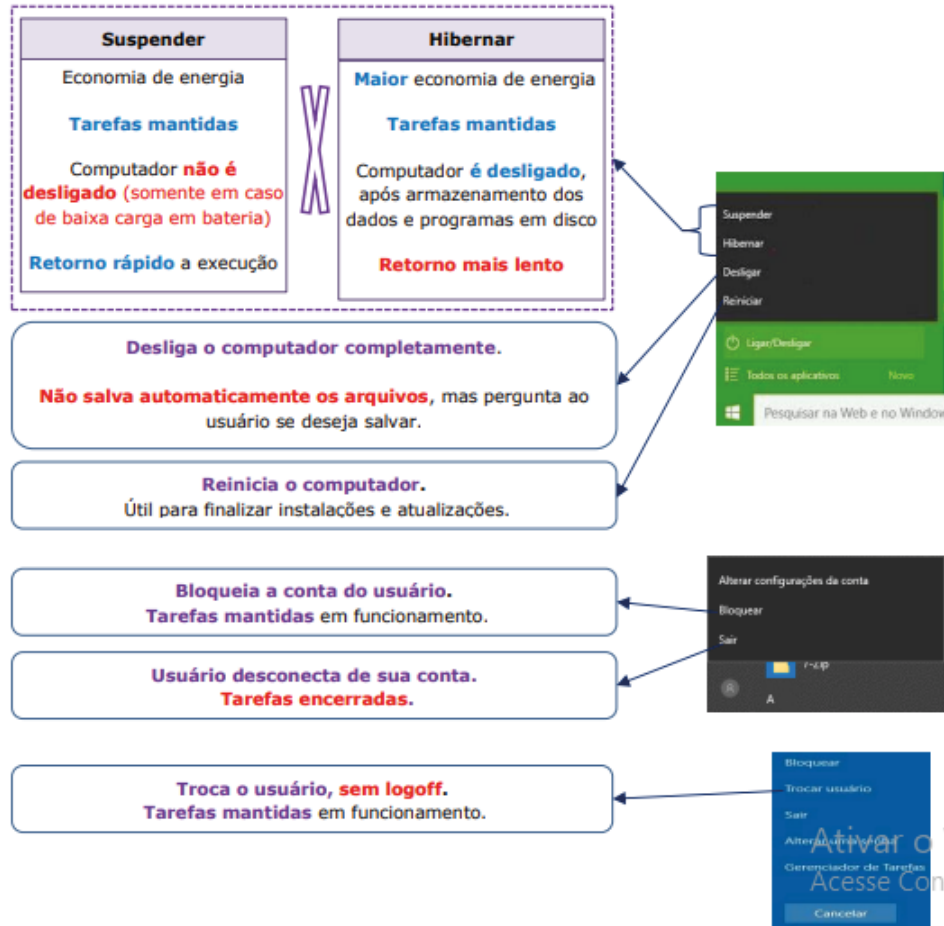 Suspender
Economia de energia
Tarefas mantidas
Computador não é
desligado (somente em caso
de baixa carga em bateria)
Retorno rápido a execução
Hibernar
Maior economia de energia
Tarefas mantidas
Computador é desligado,
após armazenamento dos
dados e programas em disco
Retorno mais lento
Suspender
Hibernar
Desligar
Reiniciar
Ligar/Desligar
Todos os aplicativos
Novo
Pesquisar na Web e no Window
Desliga o computador completamente.
Não salva automaticamente os arquivos, mas pergunta ao
usuário se deseja salvar.
Reinicia o computador.
Útil para finalizar instalações e atualizações.
Bloqueia a conta do usuário.
Tarefas mantidas em funcionamento.
Usuário desconecta de sua conta.
Tarefas encerradas.
Alterar configurações da conta
Bloquear
Sair
7-Zip
A
Troca o usuário, sem logoff.
Tarefas mantidas em funcionamento.
Bloquear
Trocar usuário
Sair
Alterar uma senha
Gerenciador de Tarefas
Cancelar
Ativar o
Acesse Con